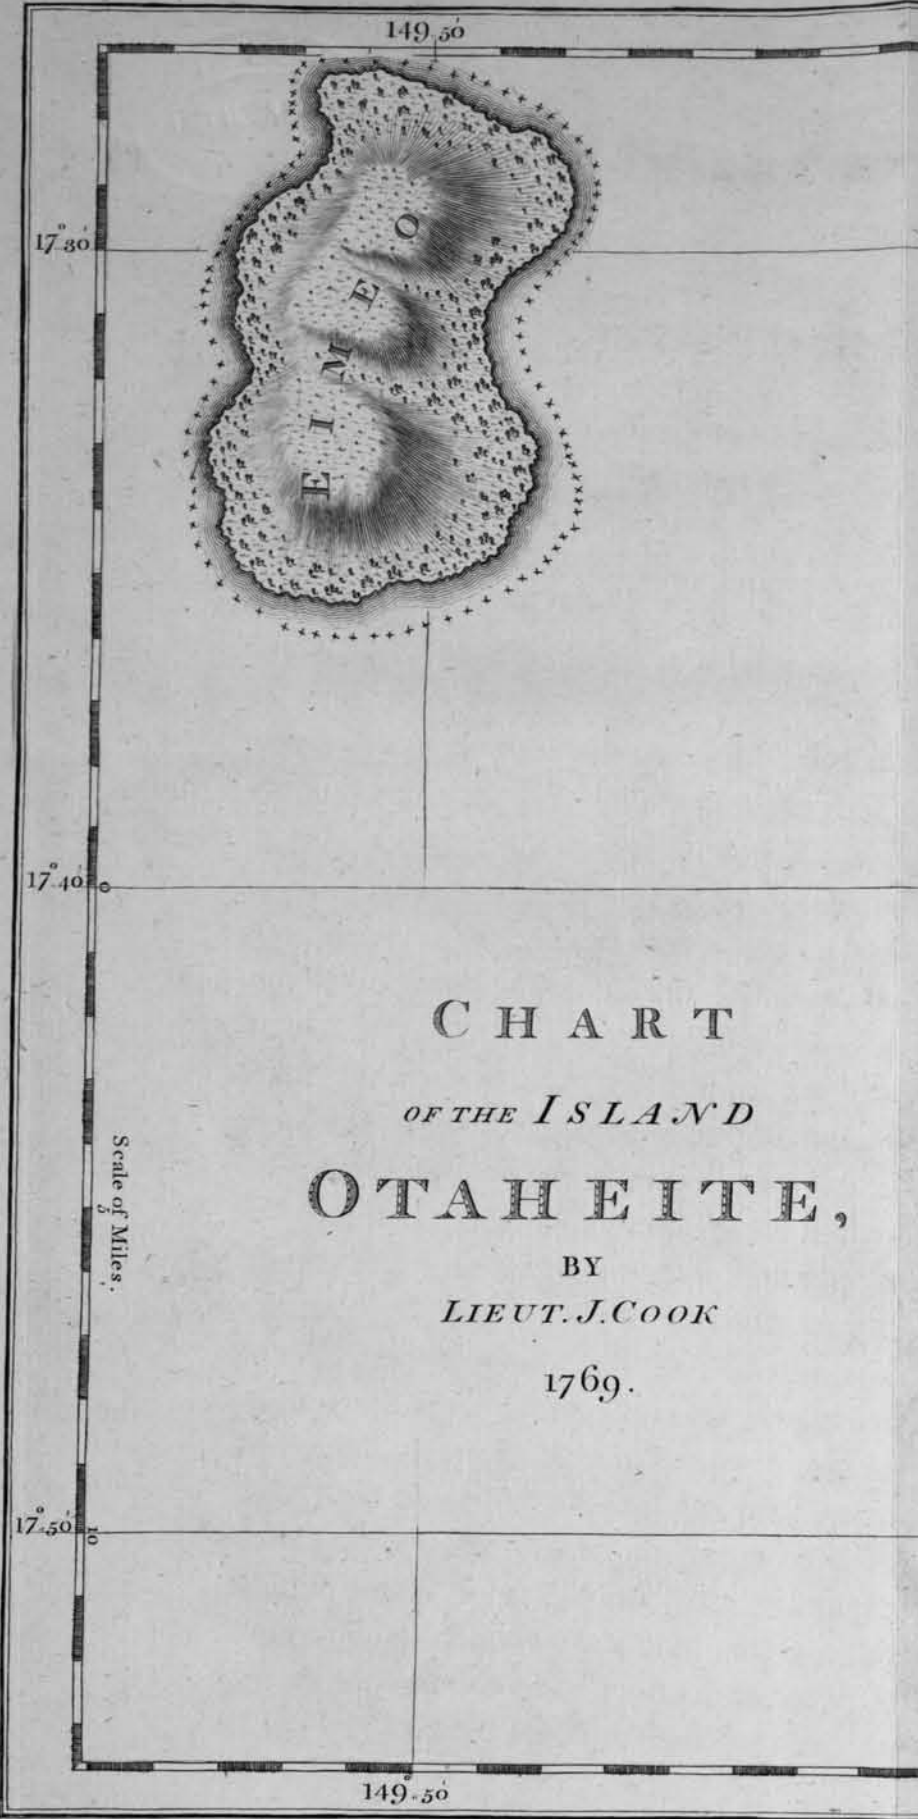 149°.50'
17°.30'
EIMEO
17°.40'
0
CHART
OF THE ISLAND
OTAHEITE,
BY
LIEUT. J. COOK
1769.
Scale of Miles.
5
17°.50'
10
149°.50'